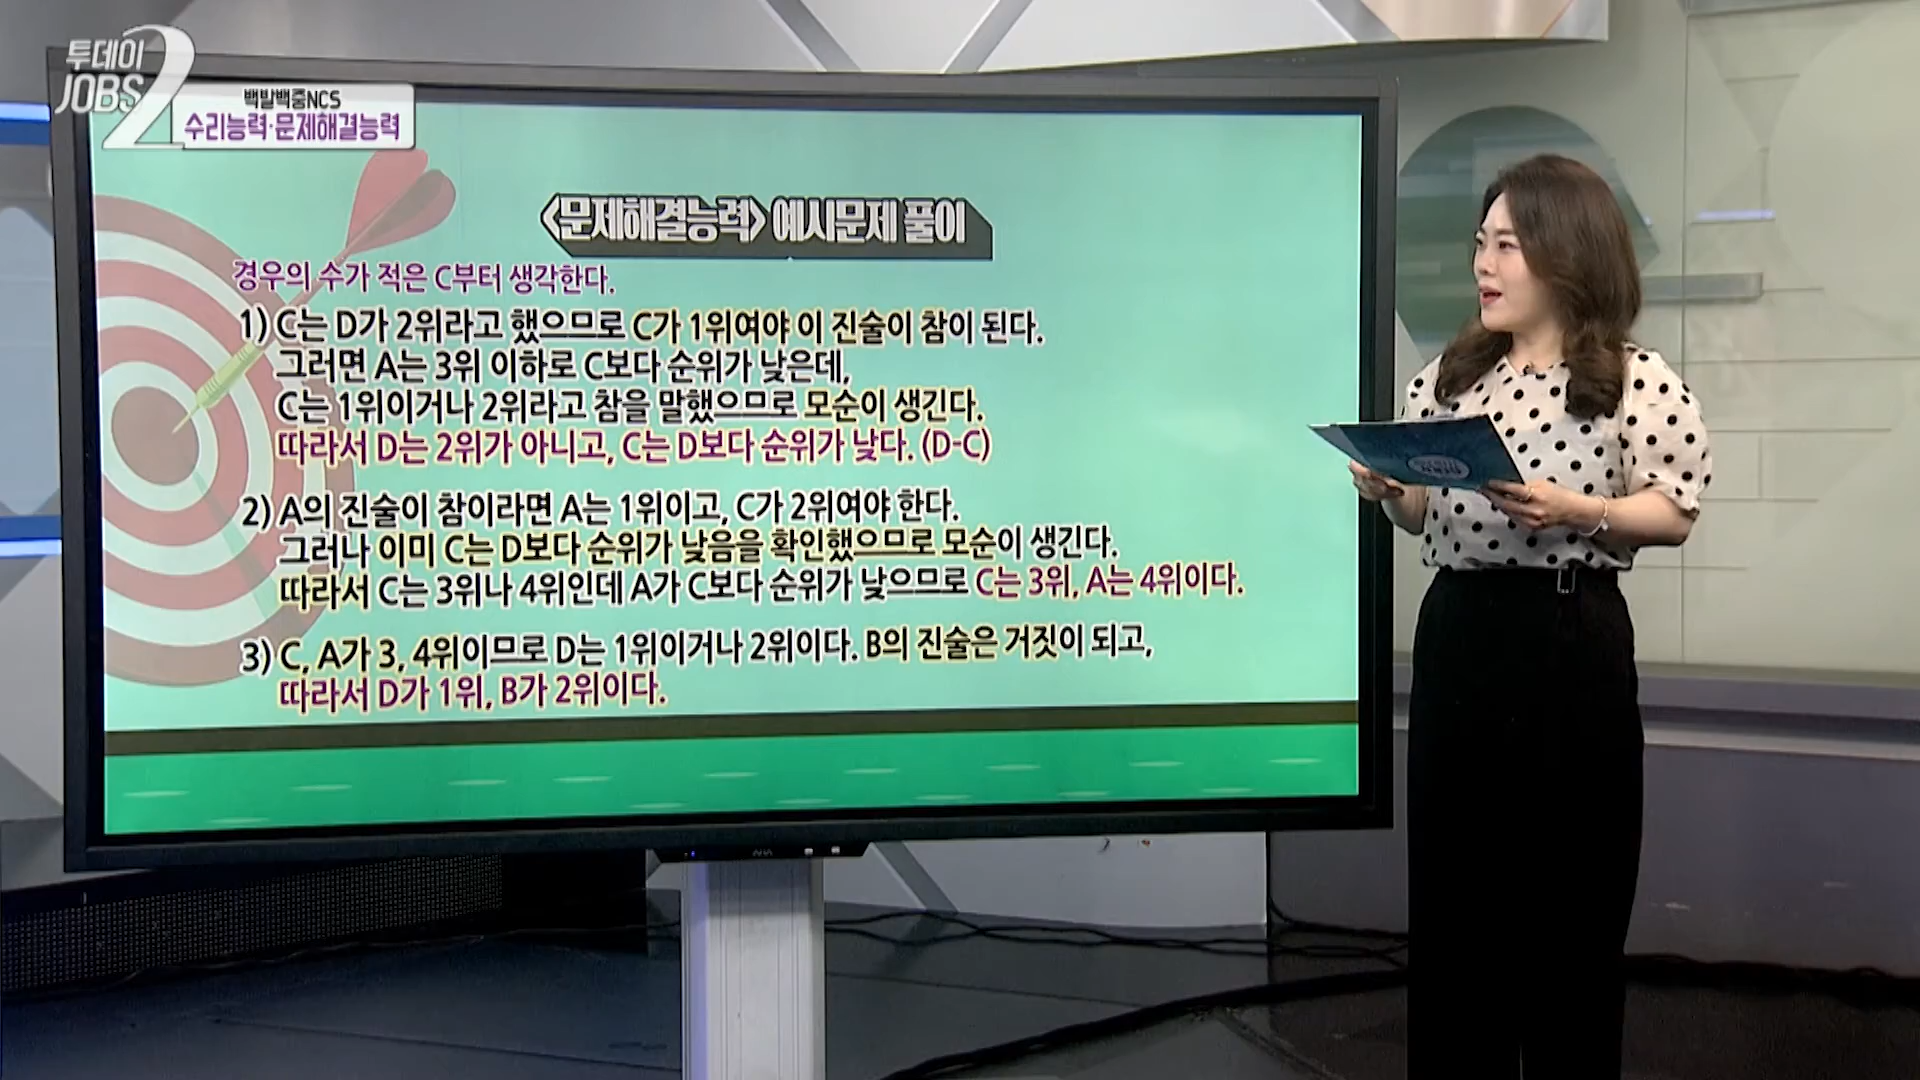 투데이
JOBS 2
백발백중NCS
수리능력·문제해결능력
<문제해결능력> 예시문제 풀이
경우의 수가 적은 C부터 생각한다.
1) C는 D가 2위라고 했으므로 C가 1위여야 이 진술이 참이 된다.
그러면 A는 3위 이하로 C보다 순위가 낮은데,
C는 1위이거나 2위라고 참을 말했으므로 모순이 생긴다.
따라서 D는 2위가 아니고, C는 D보다 순위가 낮다. (D-C)
2) A의 진술이 참이라면 A는 1위이고, C가 2위여야 한다.
그러나 이미 C는 D보다 순위가 낮음을 확인했으므로 모순이 생긴다.
따라서 C는 3위나 4위인데 A가 C보다 순위가 낮으므로 C는 3위, A는 4위이다.
3) C, A가 3, 4위이므로 D는 1위이거나 2위이다. B의 진술은 거짓이 되고,
따라서 D가 1위, B가 2위이다.